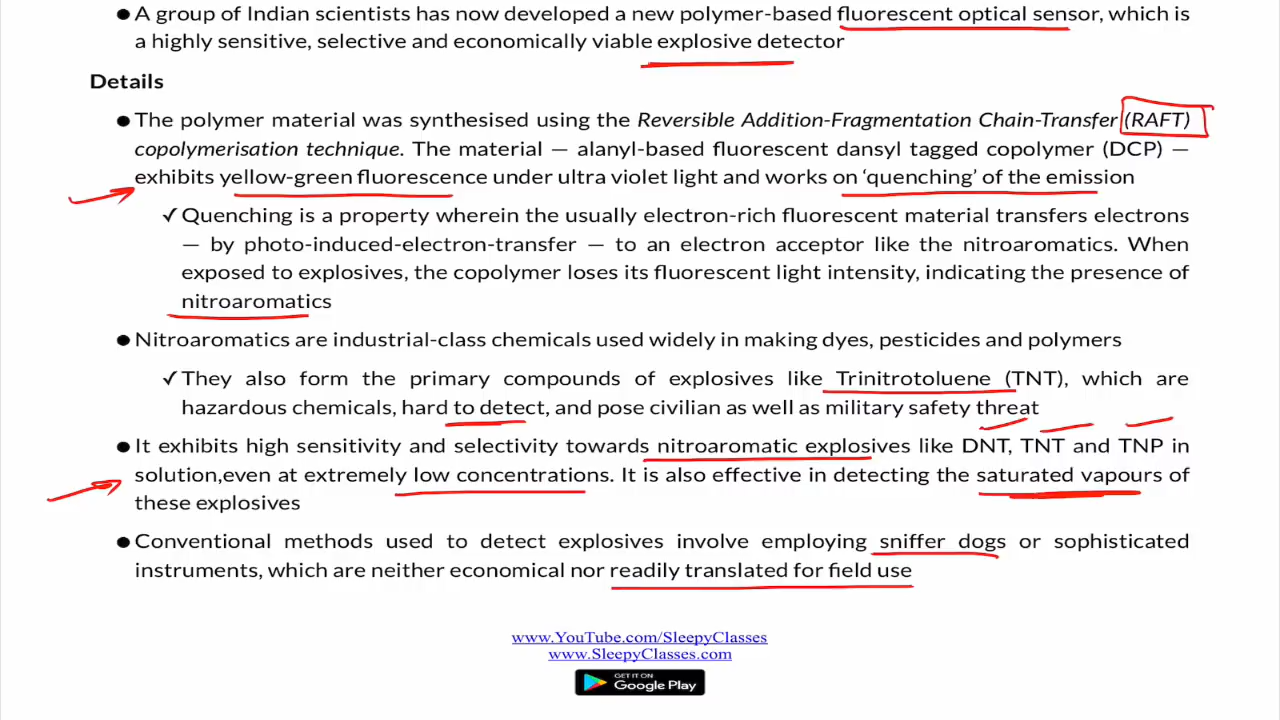 ● A group of Indian scientists has now developed a new polymer-based fluorescent optical sensor, which is
a highly sensitive, selective and economically viable explosive detector
Details
● The polymer material was synthesised using the Reversible Addition-Fragmentation Chain-Transfer (RAFT)
copolymerisation technique. The material — alanyl-based fluorescent dansyl tagged copolymer (DCP) —
exhibits yellow-green fluorescence under ultra violet light and works on ‘quenching’ of the emission
✓ Quenching is a property wherein the usually electron-rich fluorescent material transfers electrons
— by photo-induced-electron-transfer — to an electron acceptor like the nitroaromatics. When
exposed to explosives, the copolymer loses its fluorescent light intensity, indicating the presence of
nitroaromatics
● Nitroaromatics are industrial-class chemicals used widely in making dyes, pesticides and polymers
✓ They also form the primary compounds of explosives like Trinitrotoluene (TNT), which are
hazardous chemicals, hard to detect, and pose civilian as well as military safety threat
● It exhibits high sensitivity and selectivity towards nitroaromatic explosives like DNT, TNT and TNP in
solution,even at extremely low concentrations. It is also effective in detecting the saturated vapours of
these explosives
● Conventional methods used to detect explosives involve employing sniffer dogs or sophisticated
instruments, which are neither economical nor readily translated for field use
www.YouTube.com/SleepyClasses
www.SleepyClasses.com
GET IT ON
Google Play